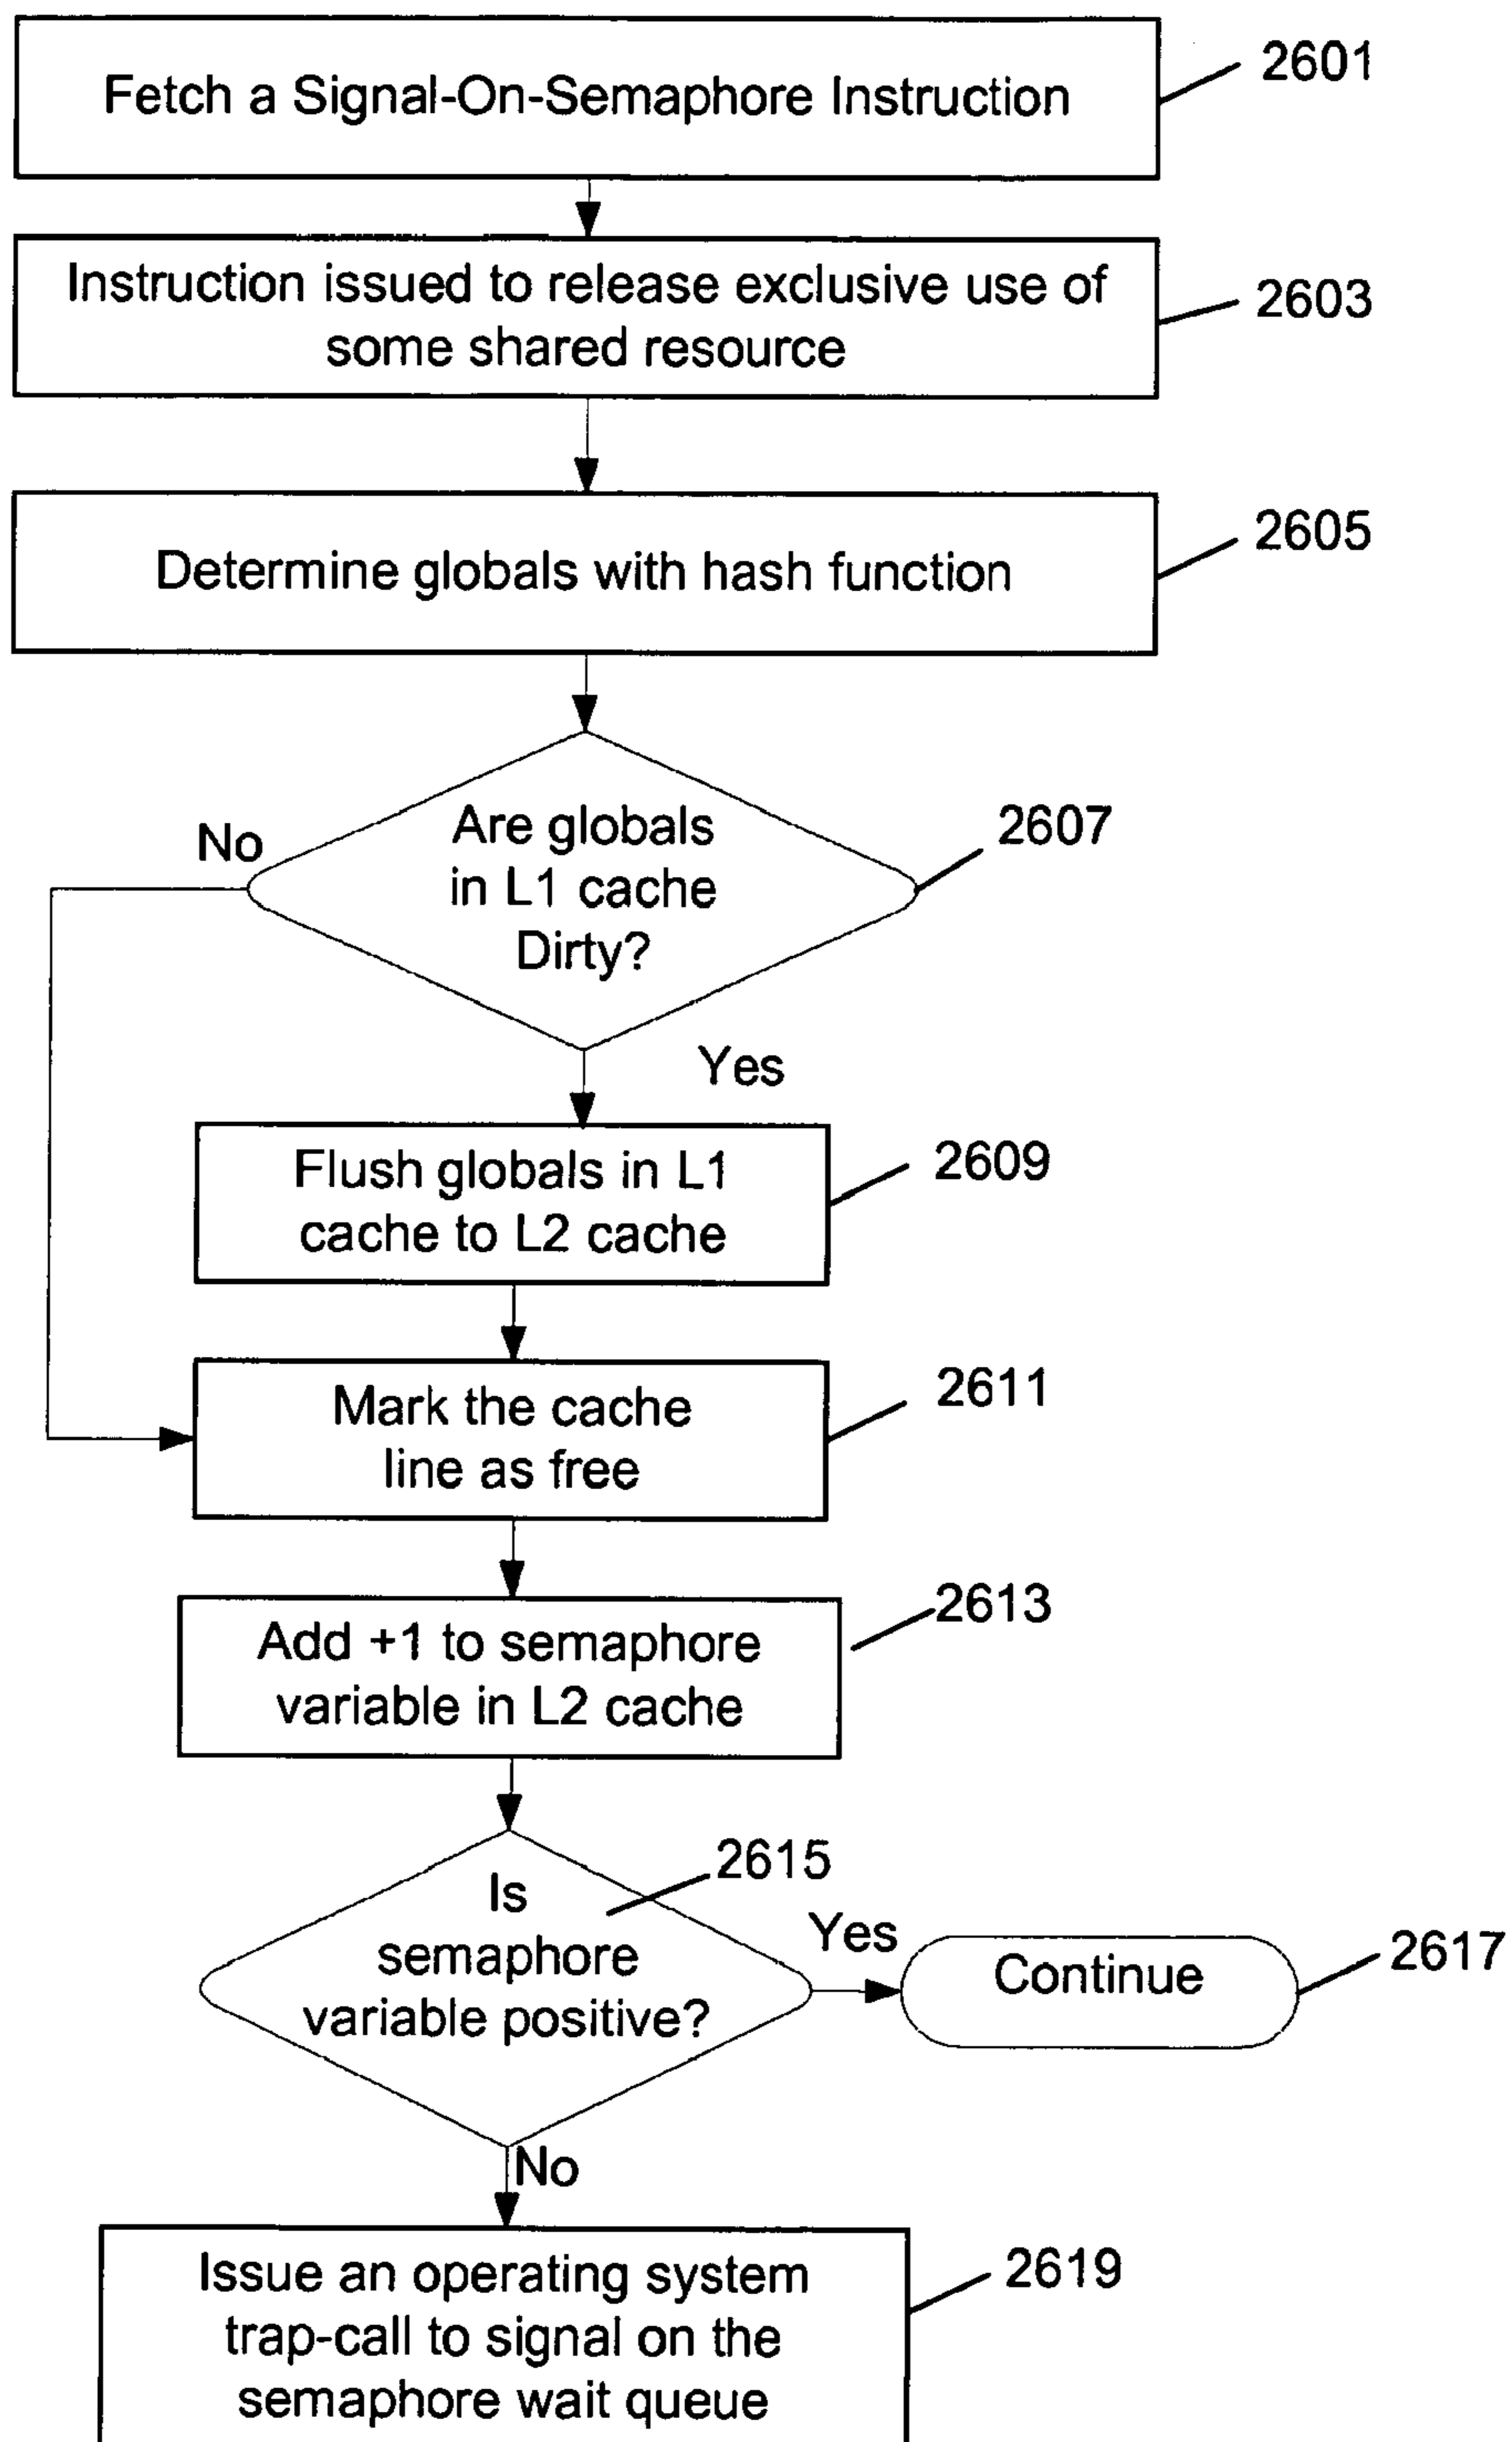 Fetch a Signal-On-Semaphore Instruction
2601
Instruction issued to release exclusive use of
some shared resource
2603
Determine globals with hash function
2605
Are globals
in L1 cache
Dirty?
2607
No
Yes
Flush globals in L1
cache to L2 cache
2609
Mark the cache
line as free
2611
Add +1 to semaphore
variable in L2 cache
2613
Is
semaphore
variable positive?
2615
Yes
Continue
2617
No
Issue an operating system
trap-call to signal on the
semaphore wait queue
2619